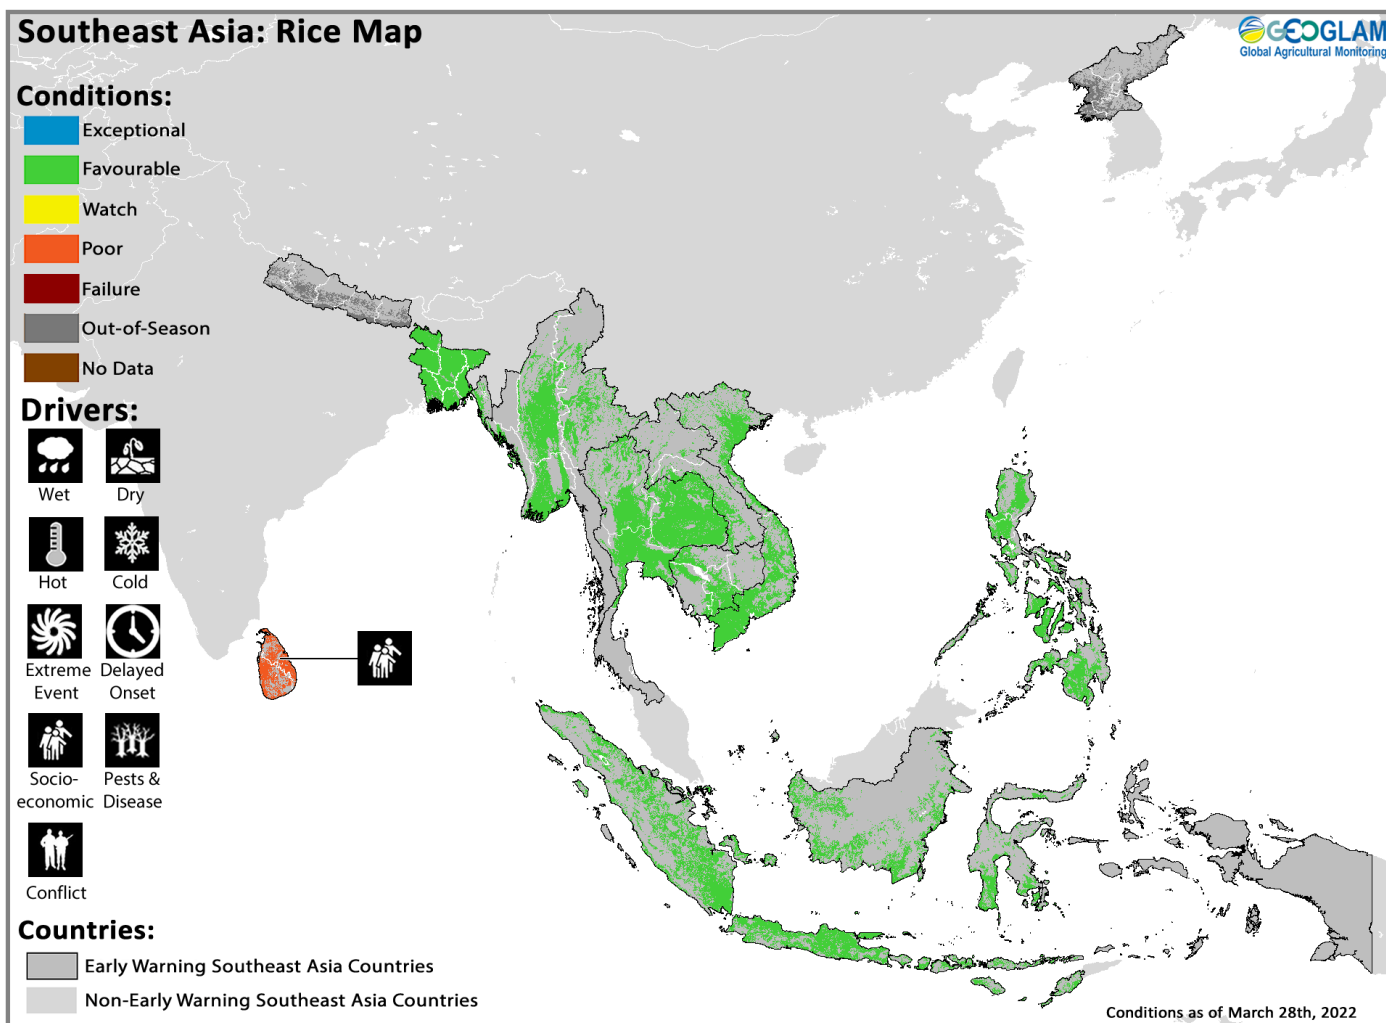 Southeast Asia: Rice Map
GEOGLAM
Global Agricultural Monitoring
Conditions:
Exceptional
Favourable
Watch
Poor
Failure
Out-of-Season
No Data
Drivers:
Wet
Dry
Hot
Cold
Extreme
Event
Delayed
Onset
Socio-
economic
Pests &
Disease
Conflict
Countries:
Early Warning Southeast Asia Countries
Non-Early Warning Southeast Asia Countries
Conditions as of March 28th, 2022